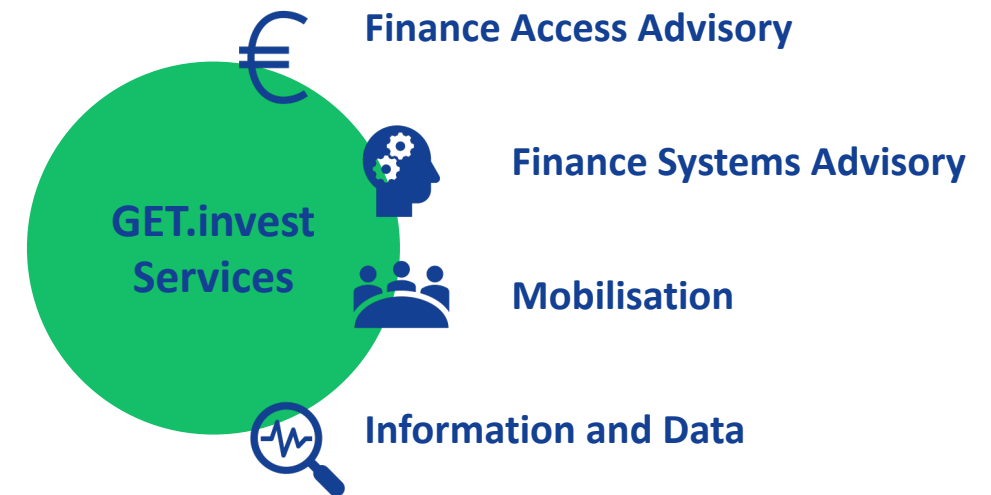 Finance Access Advisory
Finance Systems Advisory
GET.invest
Services
Mobilisation
Information and Data